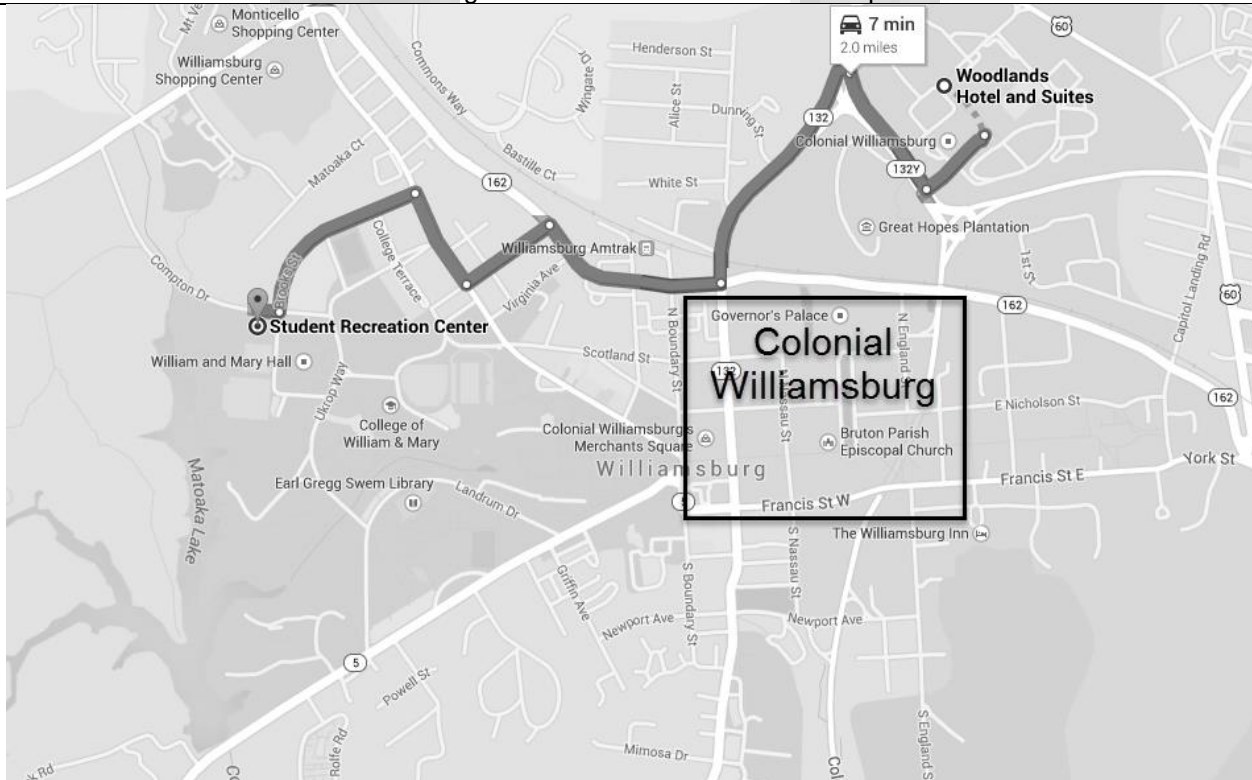 Monticello
Shopping Center
Williamsburg
Shopping Center
Commons Way
Wingate Dr
Henderson St
Alice St
Dunning St
7 min
2.0 miles
60
Woodlands
Hotel and Suites
132
Colonial Williamsburg
132Y
Matoaka Ct
Bastille Ct
162
White St
College Terrace
Williamsburg Amtrak
Virginia Ave
Great Hopes Plantation
1st St
Capitol Landing Rd
60
Compton Dr
Brooks St
Student Recreation Center
162
N Boundary St
Governor's Palace
N England St
Colonial
Williamsburg
William and Mary Hall
Ukrop Way
Scotland St
132
N Nassau St
162
College of
William & Mary
E Nicholson St
Colonial Williamsburg's
Merchants Square
Bruton Parish
Episcopal Church
Williamsburg
York St
Matoaka Lake
Earl Gregg Swem Library
Landrum Dr
5
Francis St W
Francis St E
The Williamsburg Inn
S Boundary St
S Nassau St
Griffin Ave
Newport Ave
Newport Ave
5
Powell St
S England St
Rolfe Rd
Mimosa Dr